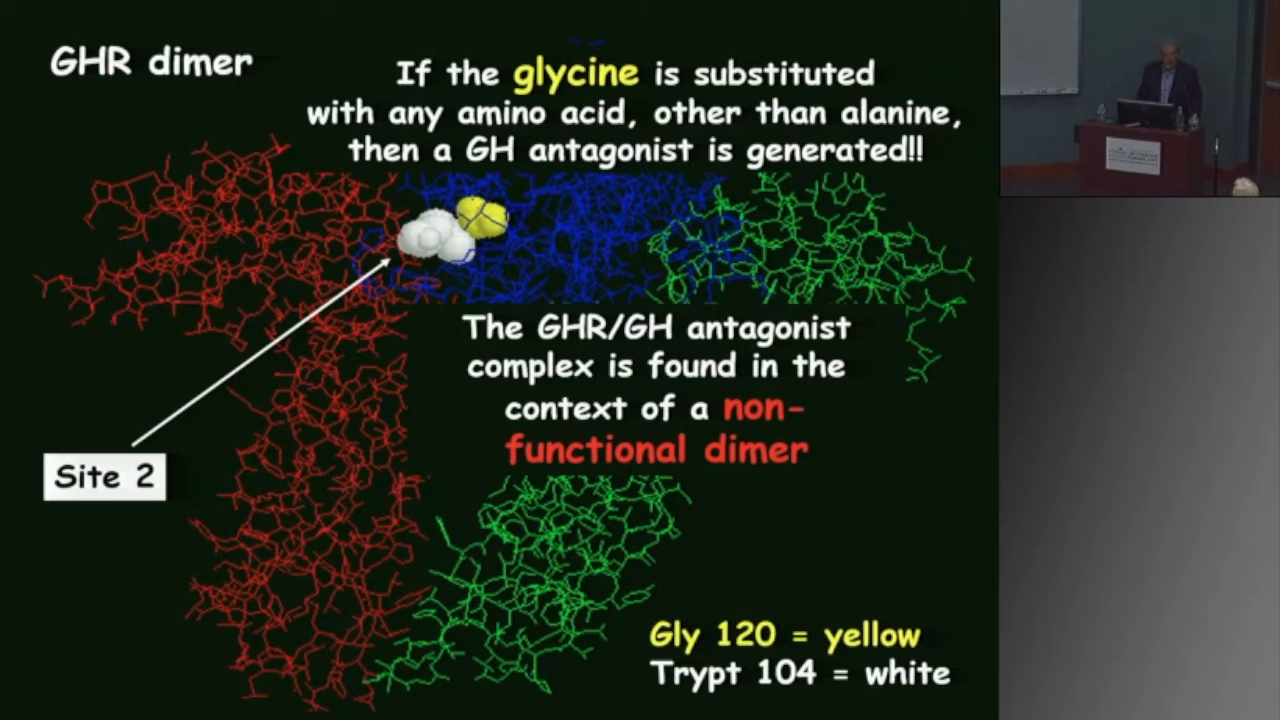 GHR dimer
If the glycine is substituted
with any amino acid, other than alanine,
then a GH antagonist is generated!!
The GHR/GH antagonist
complex is found in the
context of a non-
functional dimer
Site 2
Gly 120 = yellow
Trypt 104 = white